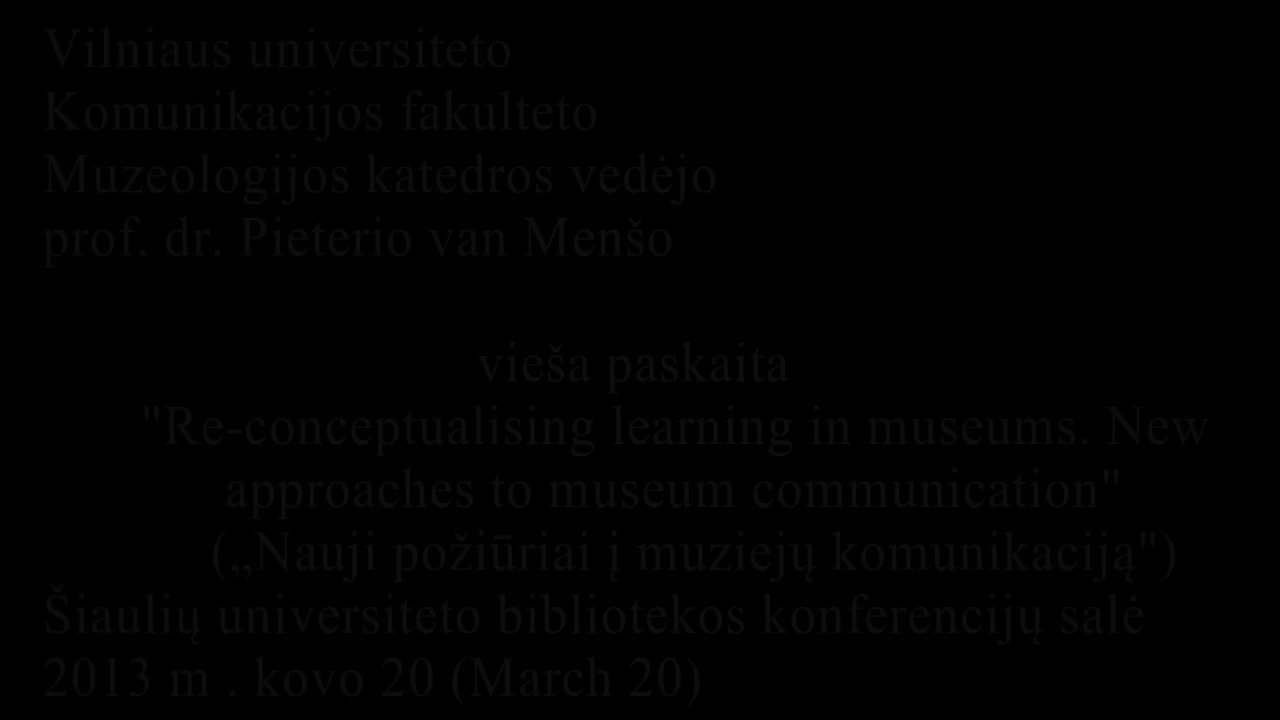 Vilniaus universiteto
Komunikacijos fakulteto
Muzeologijos katedros vedėjo
prof. dr. Pieterio van Menšo
vieša paskaita
"Re-conceptualising learning in museums. New
approaches to museum communication"
(„Nauji požiūriai į muziejų komunikaciją")
Šiaulių universiteto bibliotekos konferencijų salė
2013 m . kovo 20 (March 20)